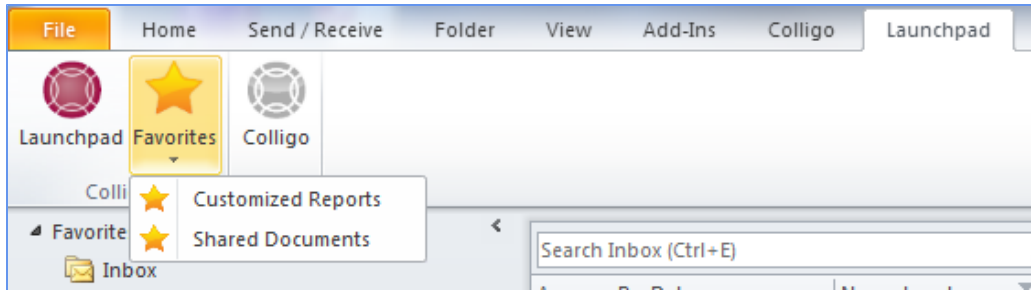 File Home Send / Receive Folder View Add-Ins Colligo Launchpad
Launchpad Favorites Colligo
Customized Reports
Shared Documents
Inbox
Search Inbox (Ctrl+E)